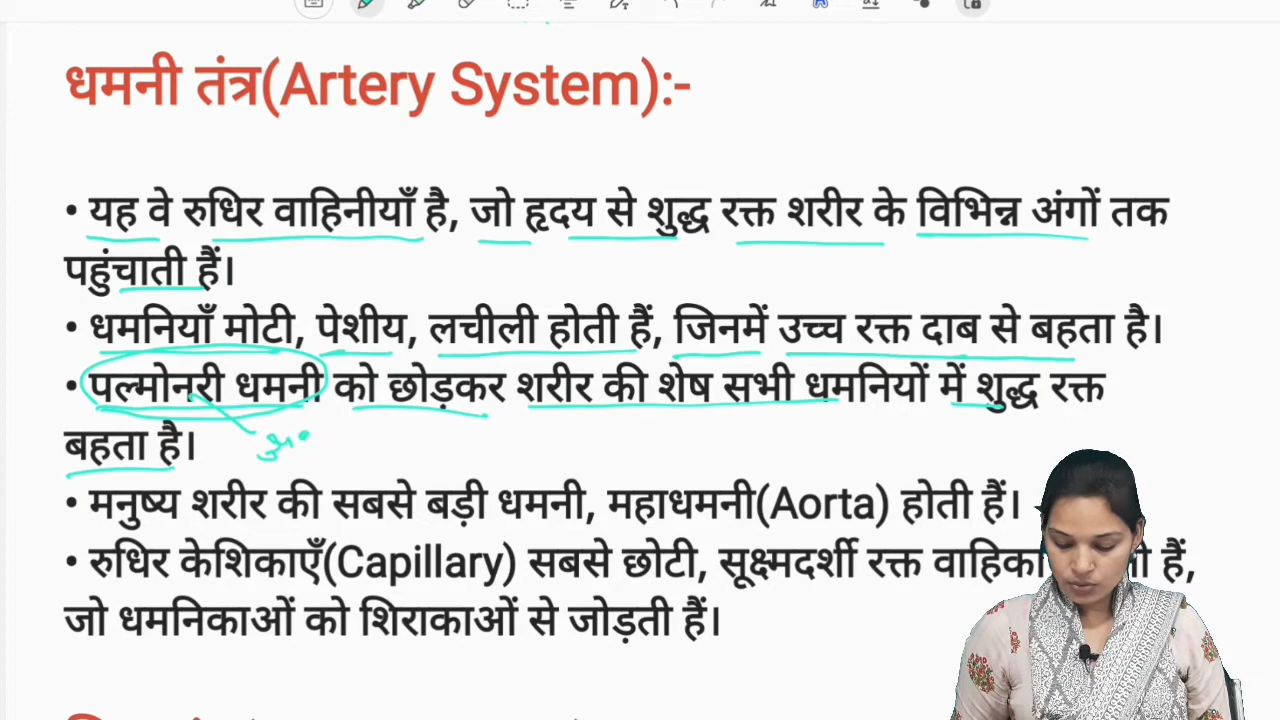 धमनी तंत्र(Artery System):-
• यह वे रुधिर वाहिनीयाँ है, जो हृदय से शुद्ध रक्त शरीर के विभिन्न अंगों तक
पहुंचाती हैं।
• धमनियाँ मोटी, पेशीय, लचीली होती हैं, जिनमें उच्च रक्त दाब से बहता है।
• पल्मोनरी धमनी को छोड़कर शरीर की शेष सभी धमनियों में शुद्ध रक्त
बहता है।
• मनुष्य शरीर की सबसे बड़ी धमनी, महाधमनी(Aorta) होती हैं।
• रुधिर केशिकाएँ(Capillary) सबसे छोटी, सूक्ष्मदर्शी रक्त हैं,
जो धमनिकाओं को शिराकाओं से जोड़ती हैं।